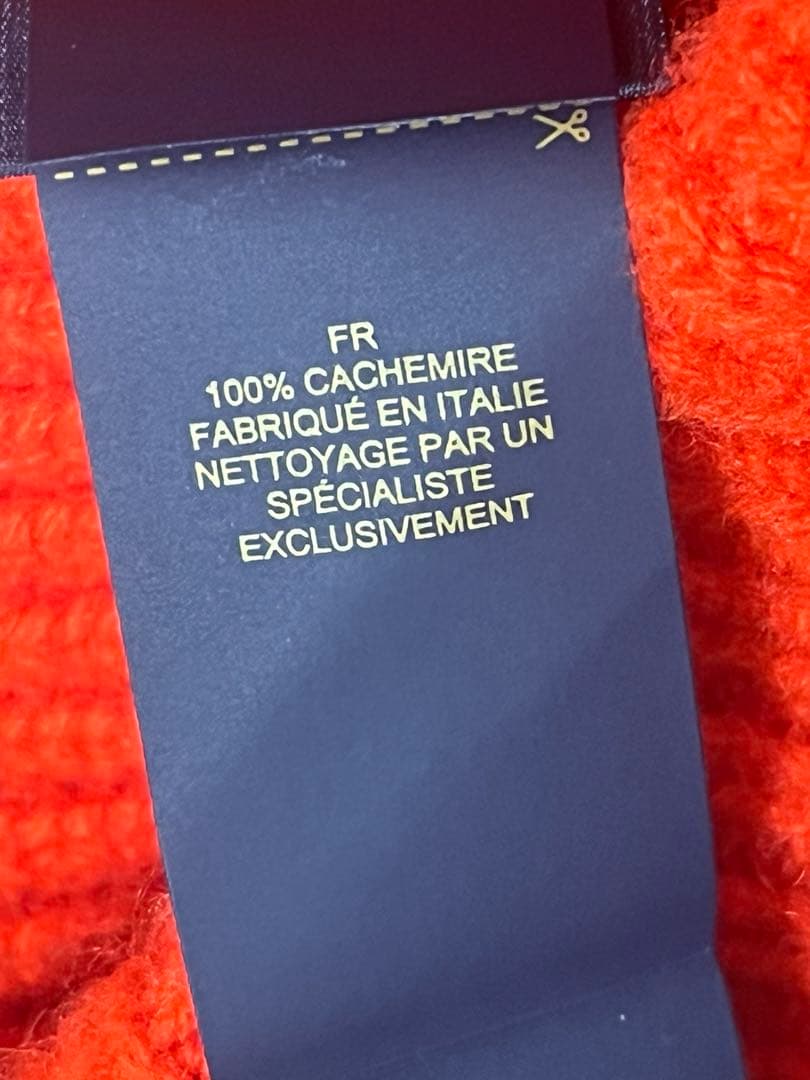 FR
100% CACHEMIRE
FABRIQUÉ EN ITALIE
NETTOYAGE PAR UN
SPÉCIALISTE
EXCLUSIVEMENT